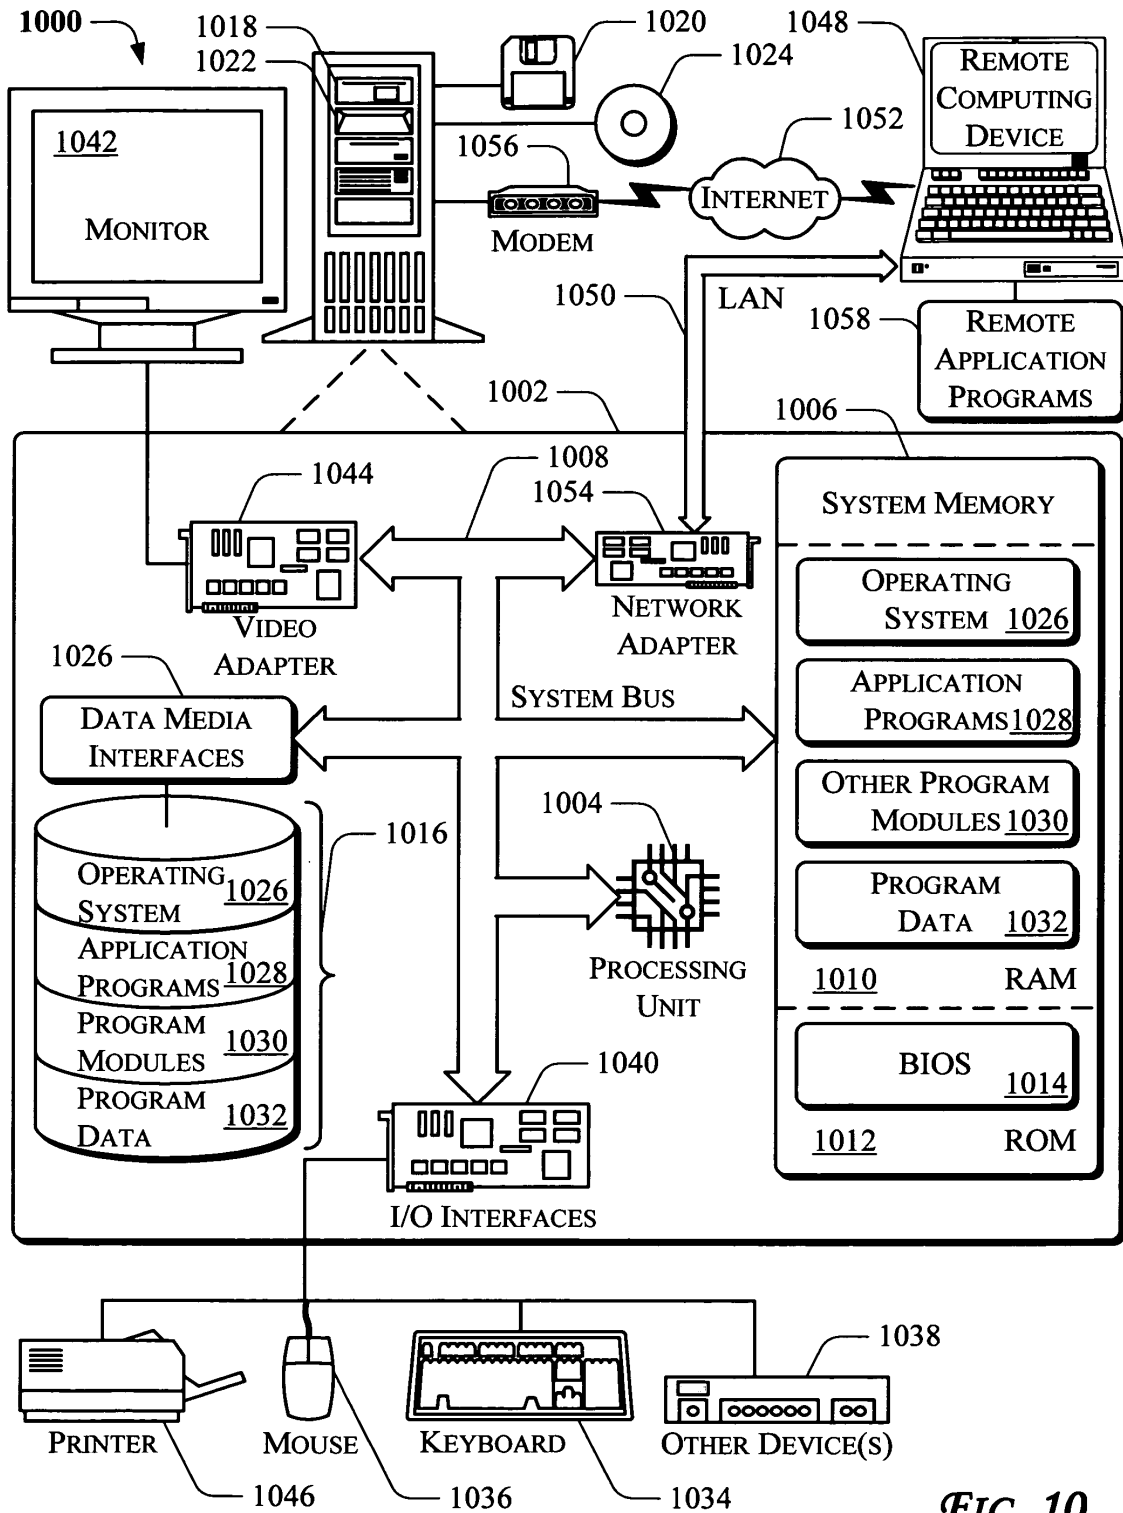 1000
1018
1022
1020
1024
1048
REMOTE
COMPUTING
DEVICE
1042
MONITOR
1056
MODEM
1052
INTERNET
1050
LAN
1058
REMOTE
APPLICATION
PROGRAMS
1002
1006
1044
1008
1054
VIDEO
ADAPTER
NETWORK
ADAPTER
SYSTEM MEMORY
OPERATING
SYSTEM 1026
APPLICATION
PROGRAMS 1028
OTHER PROGRAM
MODULES 1030
PROGRAM
DATA 1032
1010 RAM
BIOS
1014
1012 ROM
1026
DATA MEDIA
INTERFACES
SYSTEM BUS
1016
OPERATING
SYSTEM 1026
APPLICATION
PROGRAMS 1028
PROGRAM
MODULES 1030
PROGRAM
DATA 1032
1004
PROCESSING
UNIT
1040
I/O INTERFACES
PRINTER
1046
MOUSE
1036
KEYBOARD
1034
1038
OTHER DEVICE(S)
FIG. 10